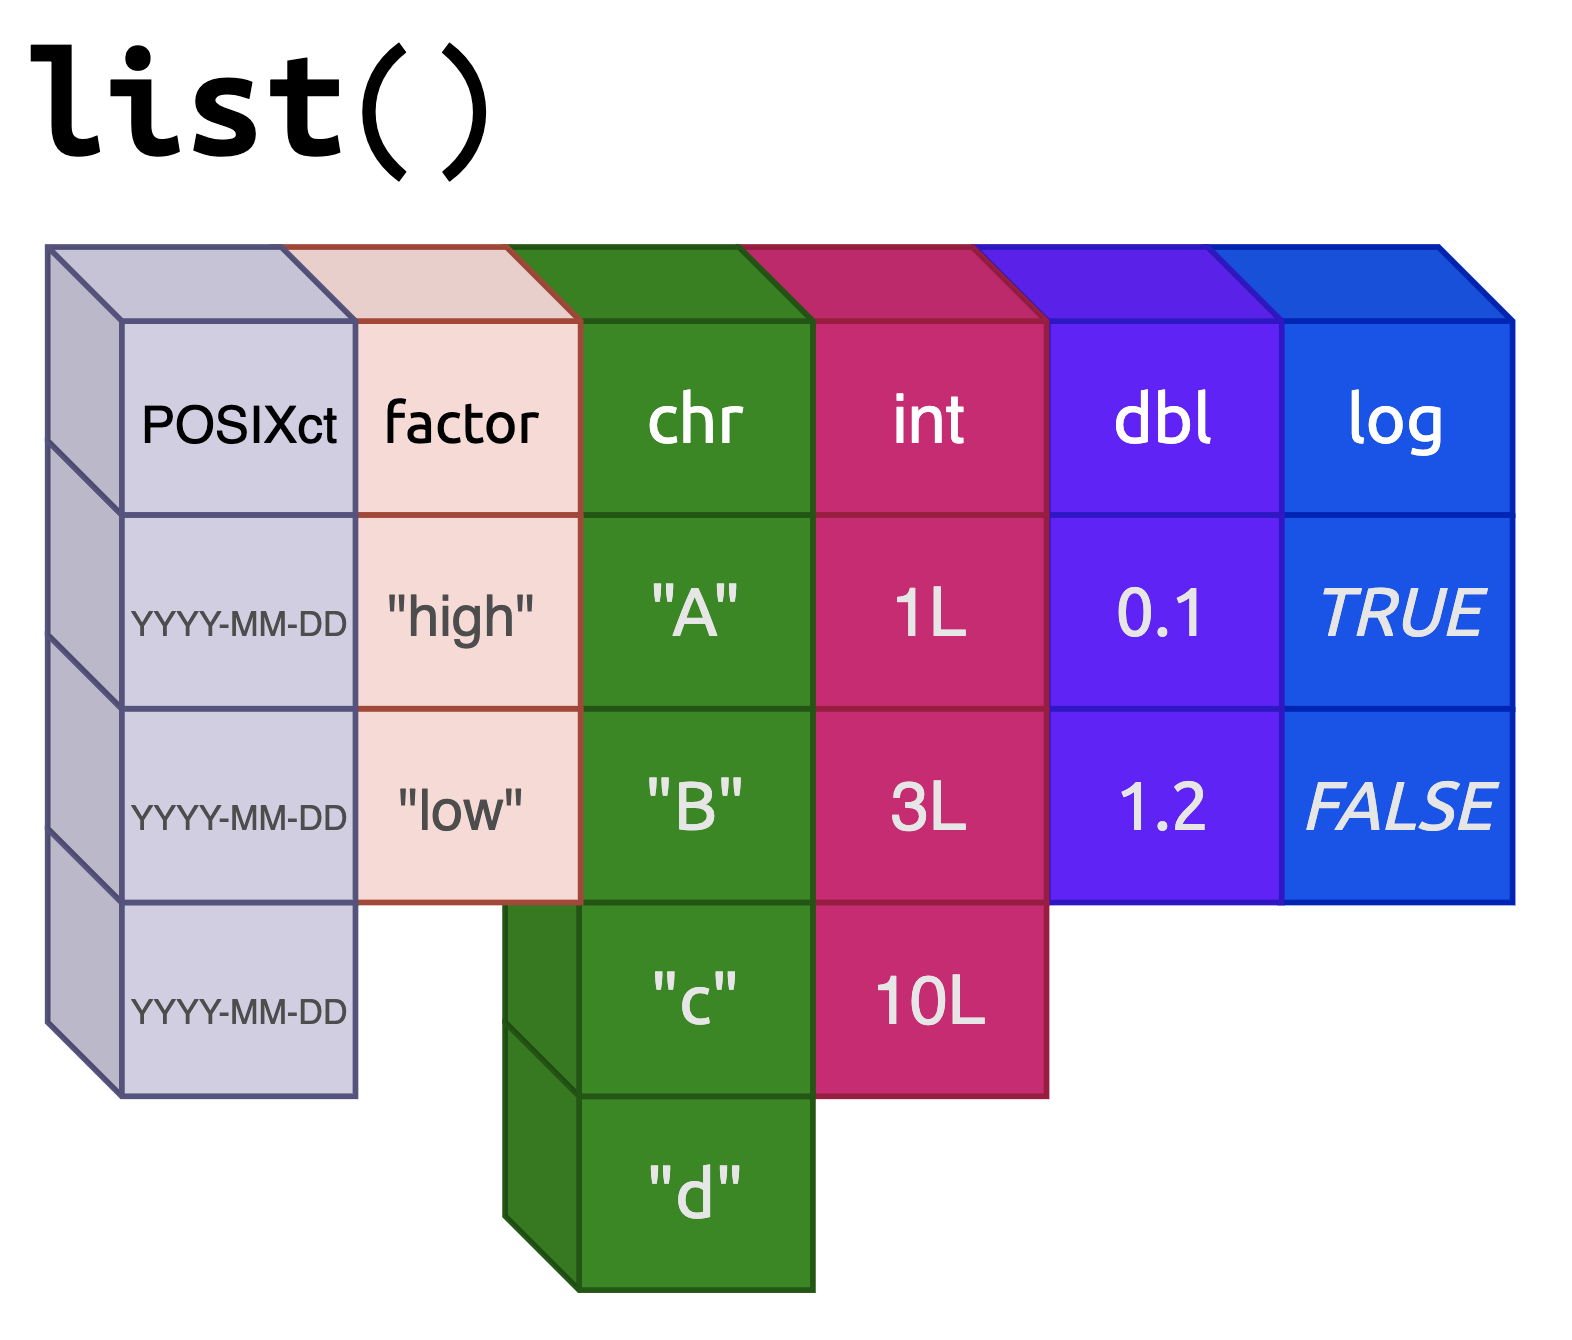 list()
POSIXct factor chr int dbl log
YYYY-MM-DD "high" "A" 1L 0.1 TRUE
YYYY-MM-DD "low" "B" 3L 1.2 FALSE
YYYY-MM-DD "c" 10L
"d"